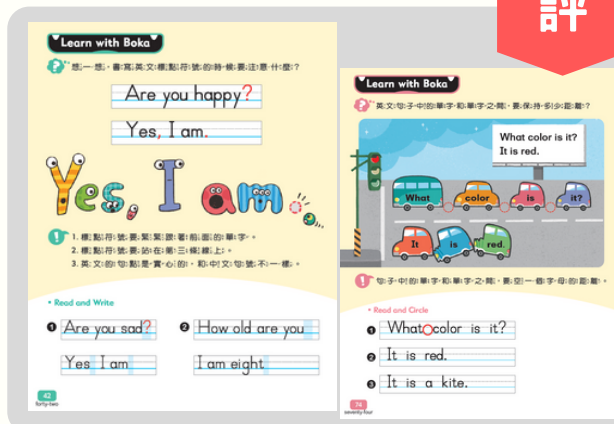 評
Learn with Boka
想一想,書寫英文標點符號的時候要注意什麼?
Are you happy?
Yes, I am.
Yes, I am.
1. 標點符號要緊緊跟著前面的單字。
2. 標點符號要站在第三條線上。
3. 英文的句點是實心的,和中文句號不一樣。
• Read and Write
1 Are you sad?
Yes I am
2 How old are you
I am eight
42
forty-two
Learn with Boka
英文句子中的單字和單字之間,要保持多少距離?
What color is it?
It is red.
What color is it?
It is red.
句子中的單字和單字之間,要空一個字母的距離。
• Read and Circle
1 What color is it?
2 It is red.
3 It is a kite.
74
seventy-four